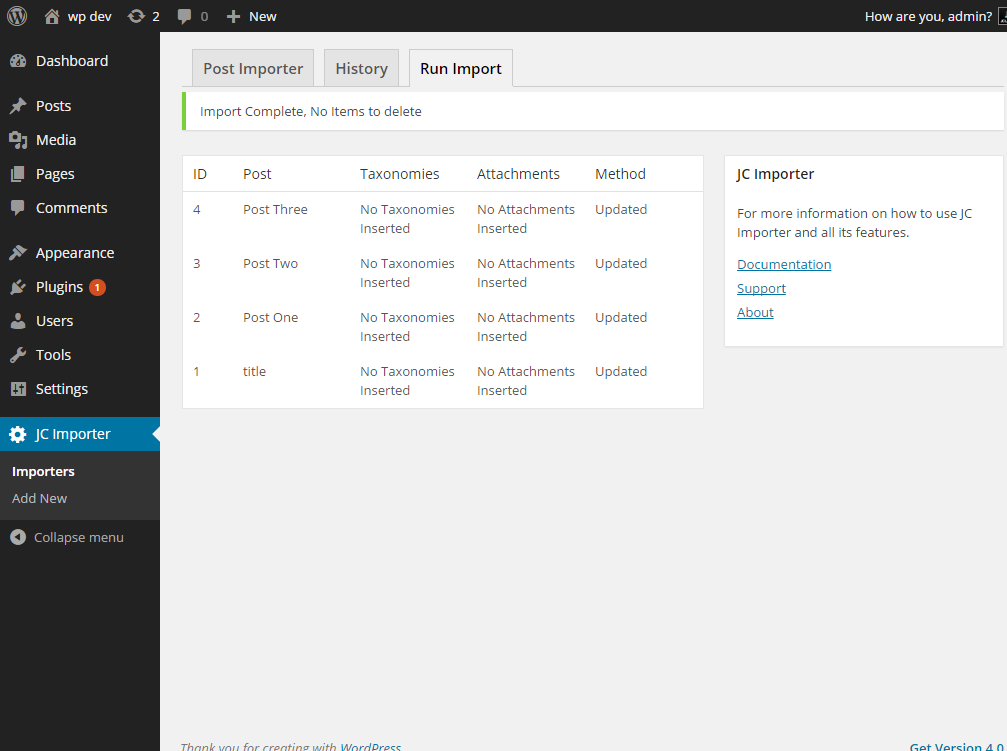 wp dev 2 0 New How are you, admin?
Dashboard
Posts
Media
Pages
Comments
Appearance
Plugins 1
Users
Tools
Settings
JC Importer
Importers
Add New
Collapse menu
Post Importer History Run Import
Import Complete, No Items to delete
ID Post Taxonomies Attachments Method
4 Post Three No Taxonomies No Attachments Updated
Inserted Inserted
3 Post Two No Taxonomies No Attachments Updated
Inserted Inserted
2 Post One No Taxonomies No Attachments Updated
Inserted Inserted
1 title No Taxonomies No Attachments Updated
Inserted Inserted
JC Importer
For more information on how to use JC
Importer and all its features.
Documentation
Support
About
Thank you for creating with WordPress Get Version 4.0